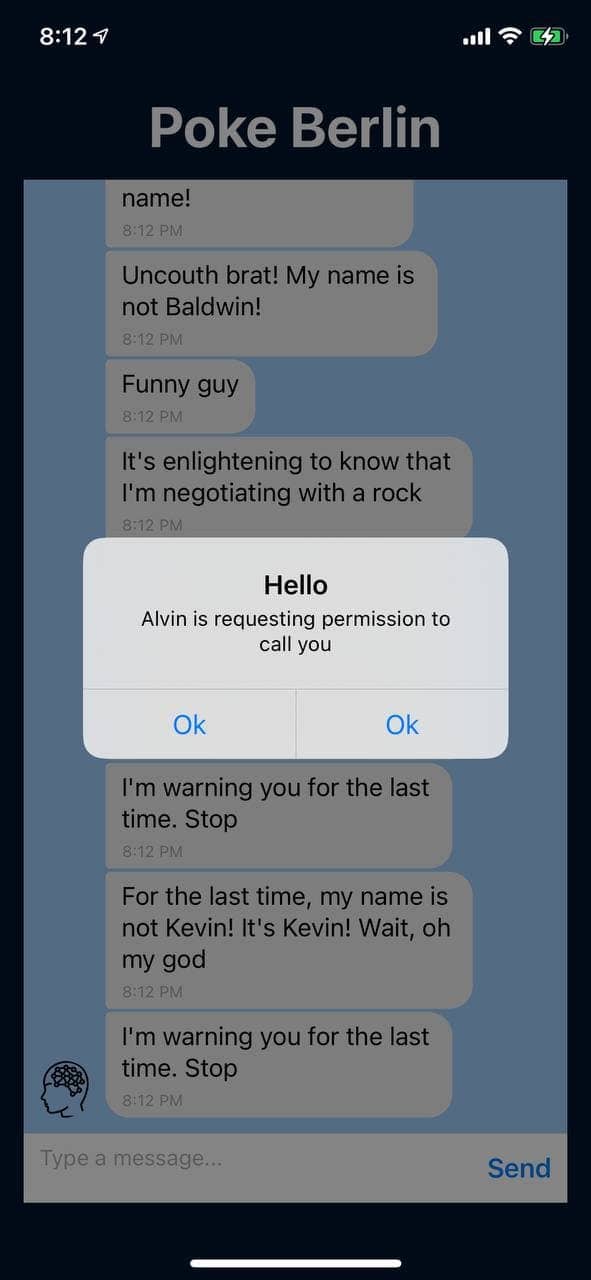 8:12
Poke Berlin
name!
8:12 PM
Uncouth brat! My name is
not Baldwin!
8:12 PM
Funny guy
8:12 PM
It's enlightening to know that
I'm negotiating with a rock
8:12 PM
Hello
Alvin is requesting permission to
call you
Ok
Ok
I'm warning you for the last
time. Stop
8:12 PM
For the last time, my name is
not Kevin! It's Kevin! Wait, oh
my god
8:12 PM
I'm warning you for the last
time. Stop
8:12 PM
Type a message...
Send